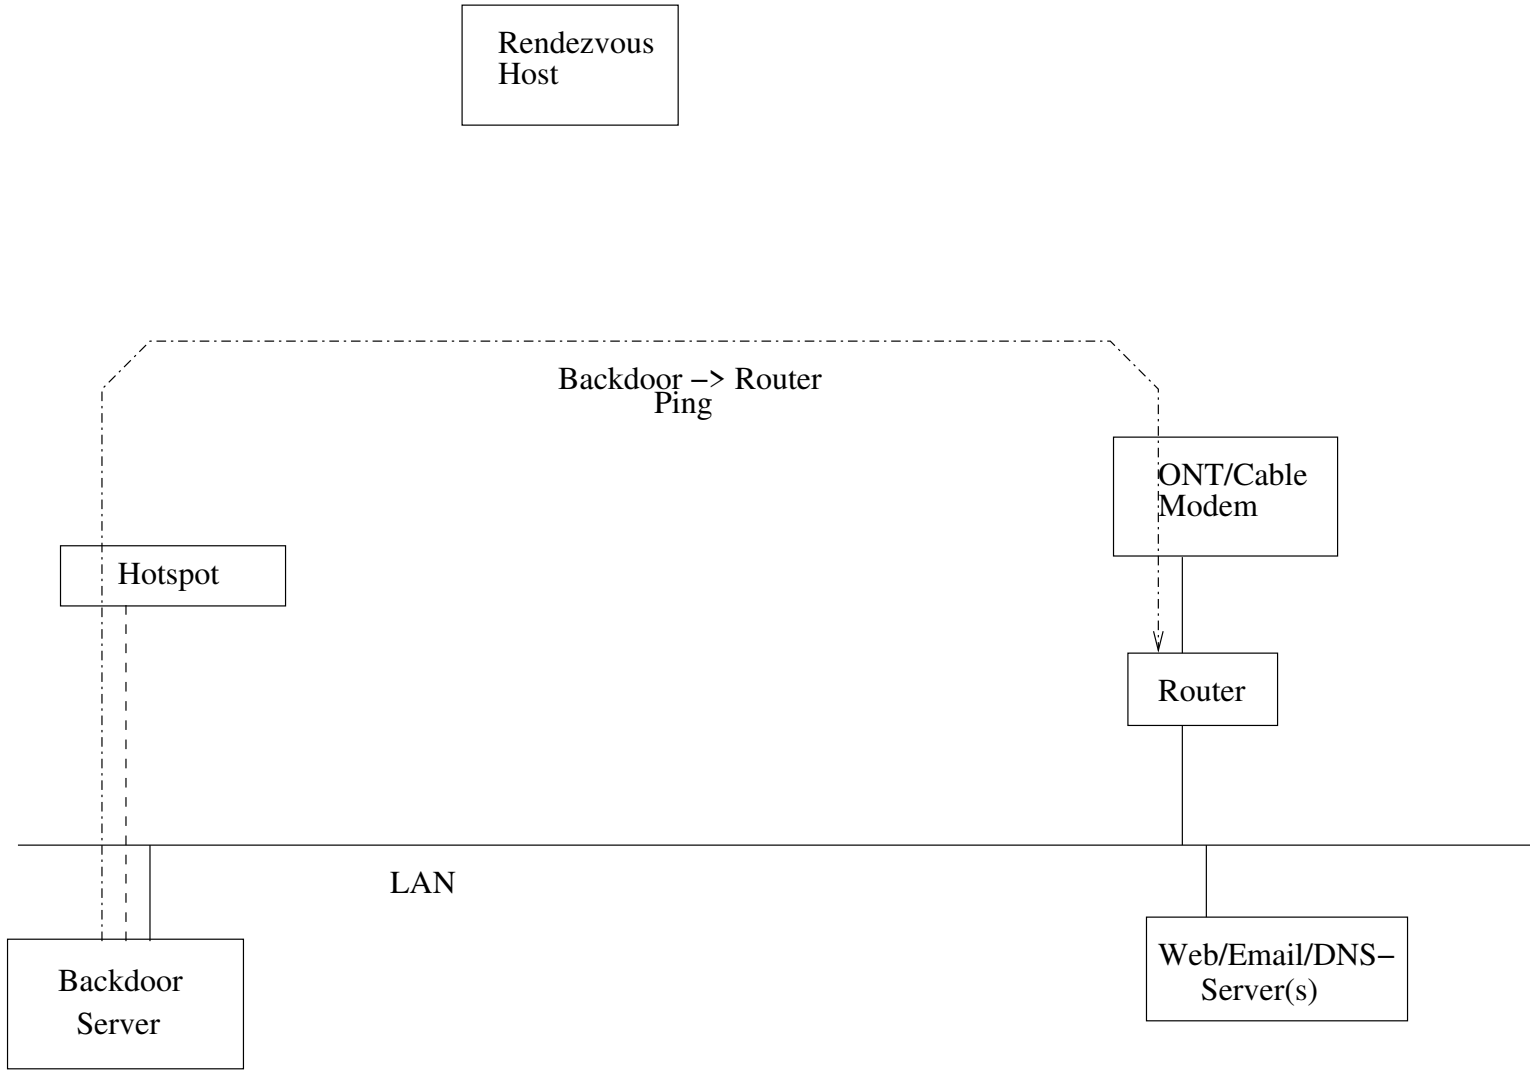 Rendezvous
Host
Backdoor −> Router
Ping
ONT/Cable
Modem
Hotspot
Router
LAN
Backdoor
Server
Web/Email/DNS−
Server(s)